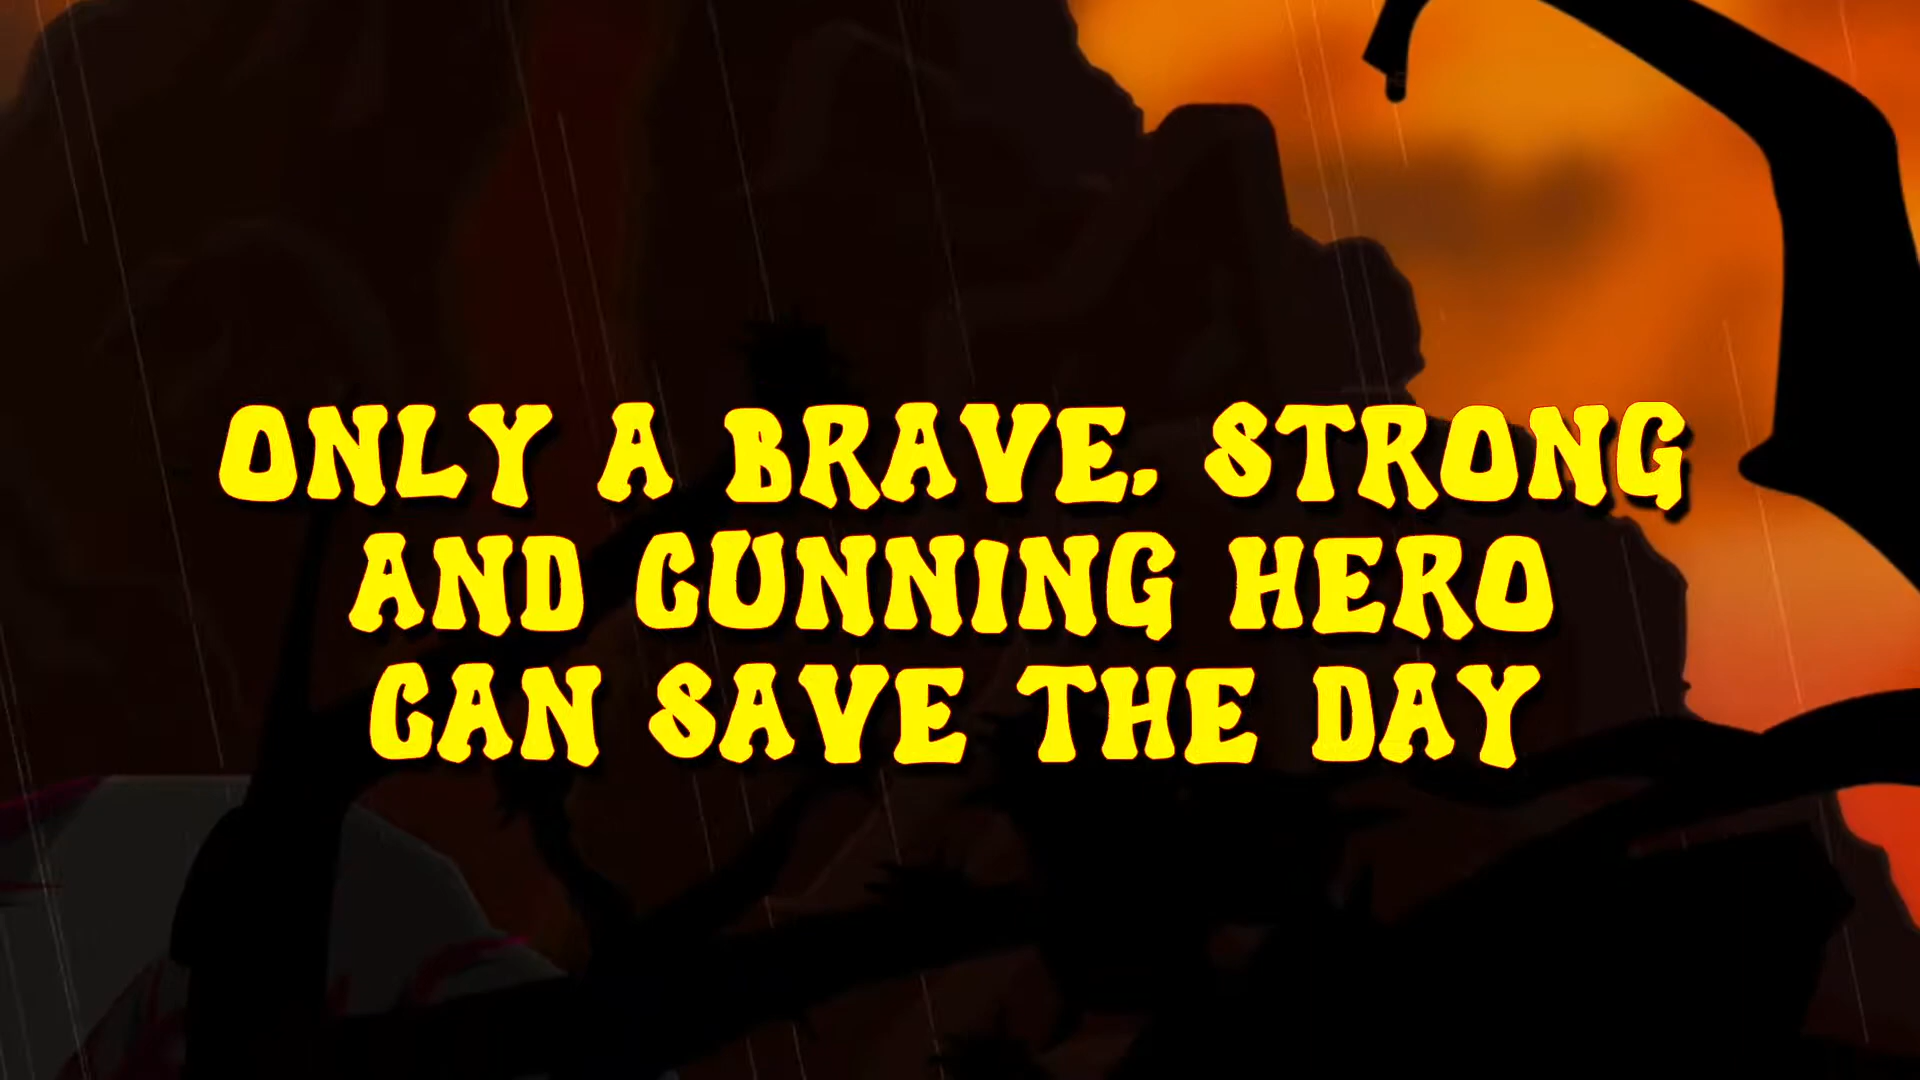 ONLY A BRAVE, STRONG
AND CUNNING HERO
CAN SAVE THE DAY